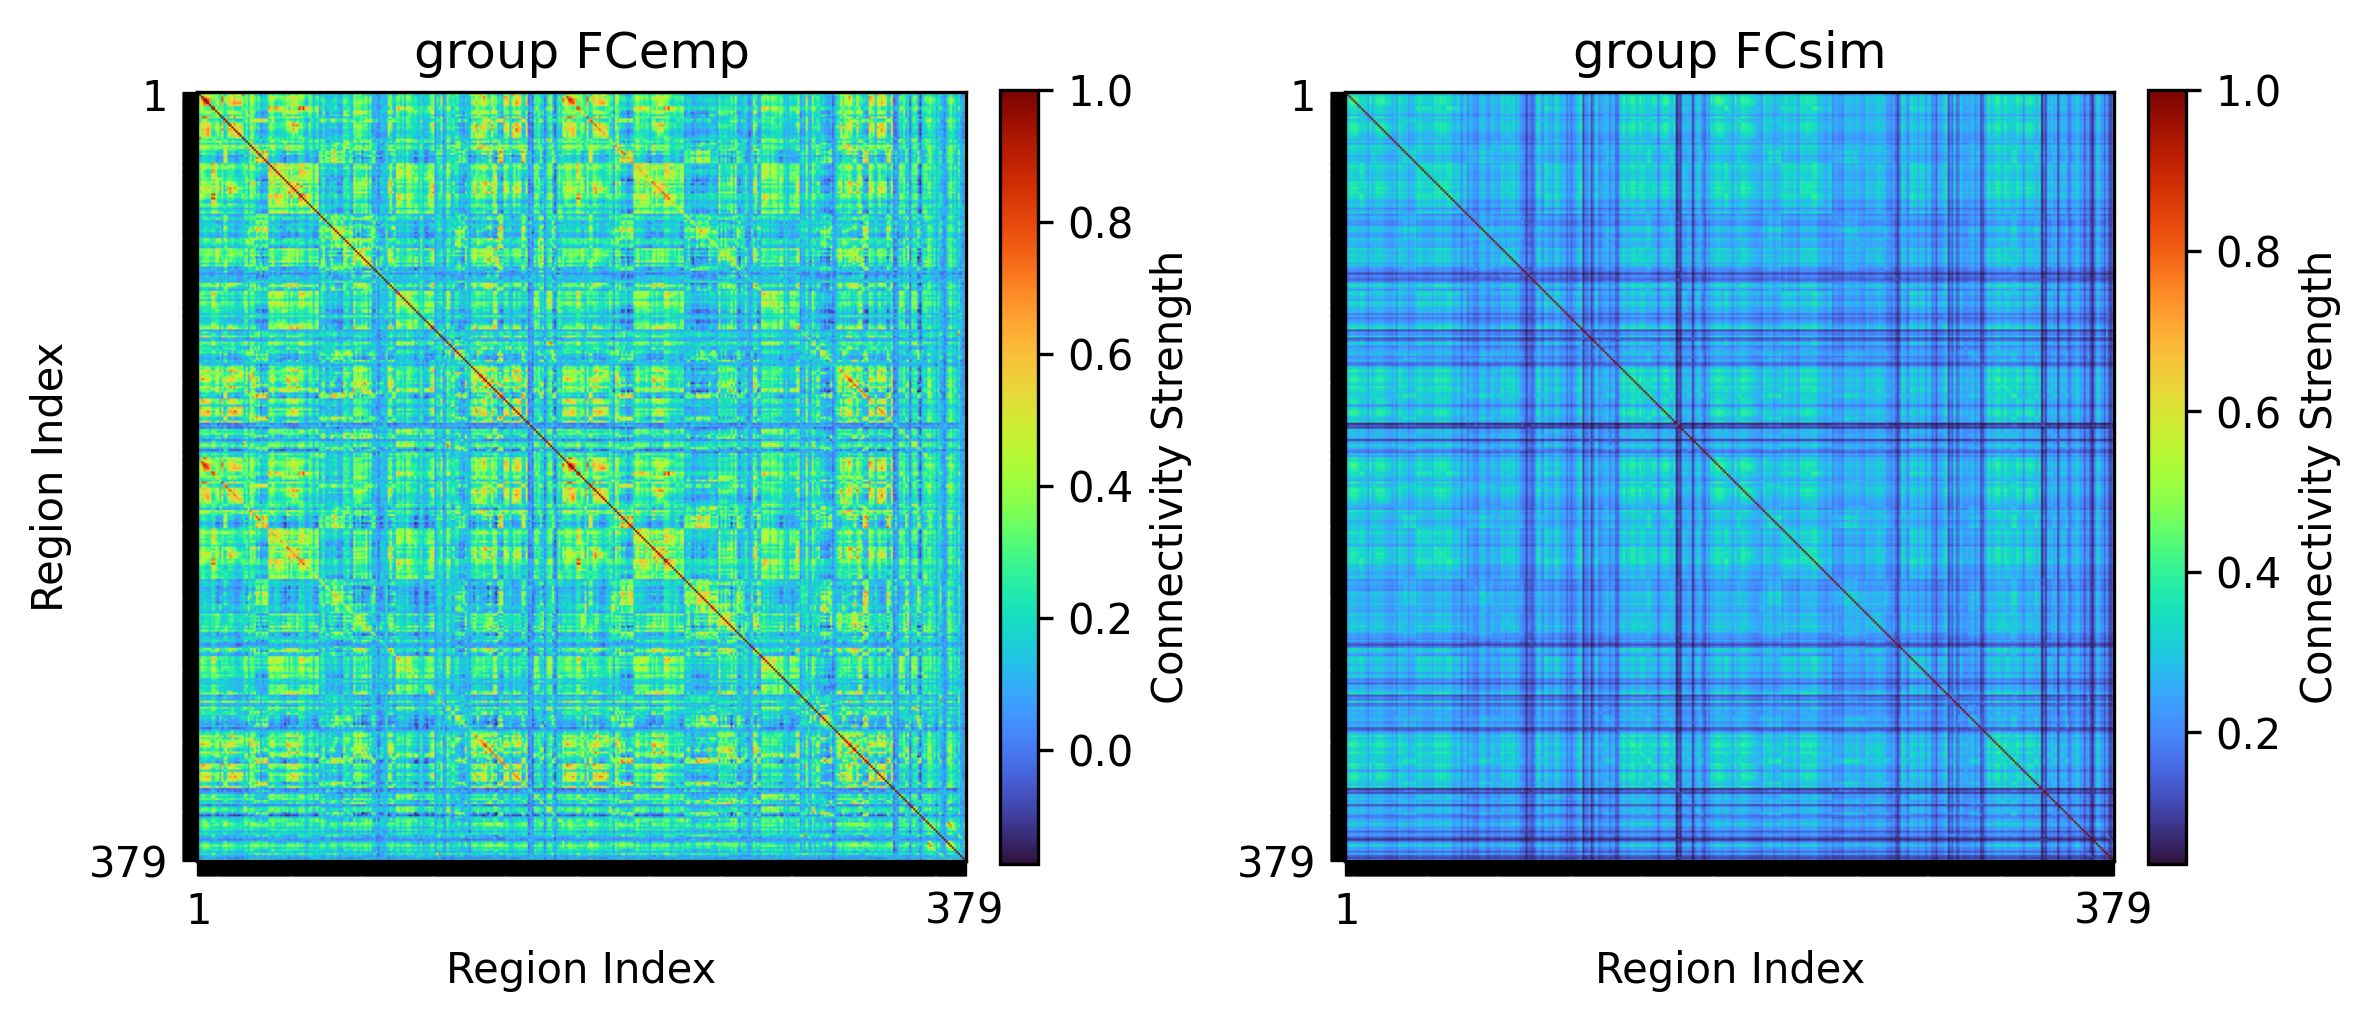 group FCemp
group FCsim
1
379
1
379
Region Index
Region Index
1.0
0.8
0.6
0.4
0.2
0.0
Connectivity Strength
1
379
1
379
Region Index
1.0
0.8
0.6
0.4
0.2
Connectivity Strength